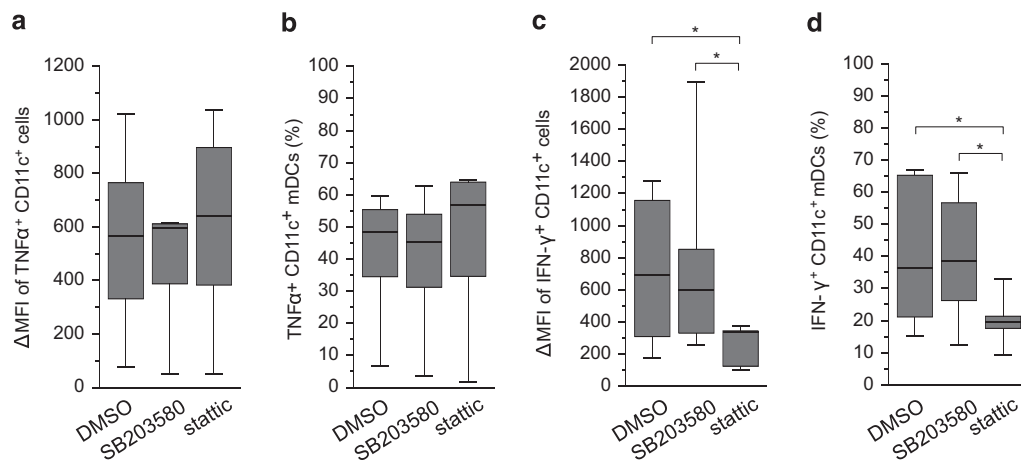 a
ΔMFI of TNFα⁺ CD11c⁺ cells
1200
1000
800
600
400
200
0
DMSO
SB203580
stattic
b
TNFα⁺ CD11c⁺ mDCs (%)
100
90
80
70
60
50
40
30
20
10
0
DMSO
SB203580
stattic
c
ΔMFI of IFN-γ⁺ CD11c⁺ cells
2000
1800
1600
1400
1200
1000
800
600
400
200
0
*
*
DMSO
SB203580
stattic
d
IFN- γ⁺ CD11c⁺ mDCs (%)
100
90
80
70
60
50
40
30
20
10
0
*
*
DMSO
SB203580
stattic